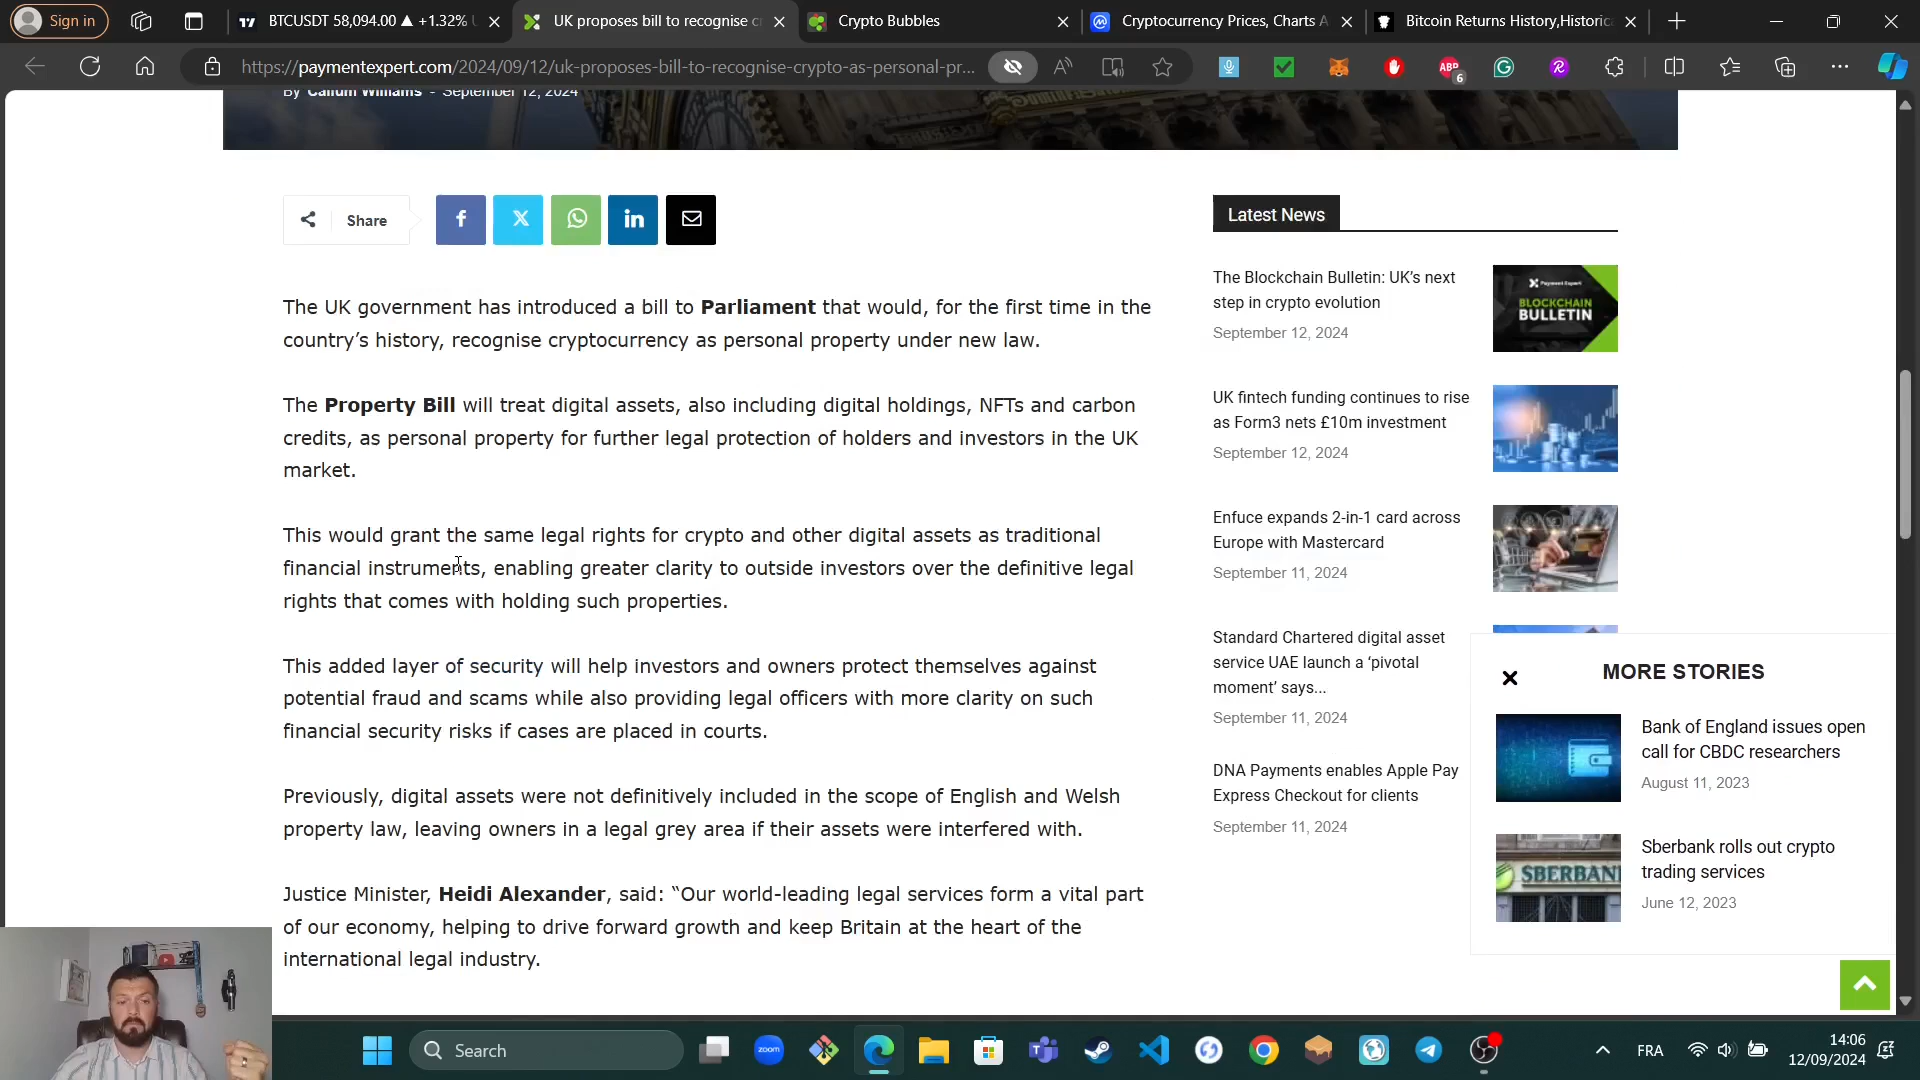 Sign in
BTCUSDT 58,094.00 ▲ +1.32%
UK proposes bill to recognise c
Crypto Bubbles
Cryptocurrency Prices, Charts A
Bitcoin Returns History,Historica
https://paymentexpert.com/2024/09/12/uk-proposes-bill-to-recognise-crypto-as-personal-pr...
ABP
6
By Callum Williams - September 12, 2024
Share
Latest News
The Blockchain Bulletin: UK's next
step in crypto evolution
September 12, 2024
Payment Expert
BLOCKCHAIN
BULLETIN
The UK government has introduced a bill to Parliament that would, for the first time in the
country's history, recognise cryptocurrency as personal property under new law.
UK fintech funding continues to rise
as Form3 nets £10m investment
September 12, 2024
The Property Bill will treat digital assets, also including digital holdings, NFTs and carbon
credits, as personal property for further legal protection of holders and investors in the UK
market.
Enfuce expands 2-in-1 card across
Europe with Mastercard
September 11, 2024
This would grant the same legal rights for crypto and other digital assets as traditional
financial instruments, enabling greater clarity to outside investors over the definitive legal
rights that comes with holding such properties.
Standard Chartered digital asset
service UAE launch a ‘pivotal
moment’ says...
September 11, 2024
This added layer of security will help investors and owners protect themselves against
potential fraud and scams while also providing legal officers with more clarity on such
financial security risks if cases are placed in courts.
DNA Payments enables Apple Pay
Express Checkout for clients
September 11, 2024
Previously, digital assets were not definitively included in the scope of English and Welsh
property law, leaving owners in a legal grey area if their assets were interfered with.
Justice Minister, Heidi Alexander, said: “Our world-leading legal services form a vital part
of our economy, helping to drive forward growth and keep Britain at the heart of the
international legal industry.
MORE STORIES
Bank of England issues open
call for CBDC researchers
August 11, 2023
Sberbank rolls out crypto
trading services
June 12, 2023
SBERBAN
Search
zoom
FRA
14:06
12/09/2024